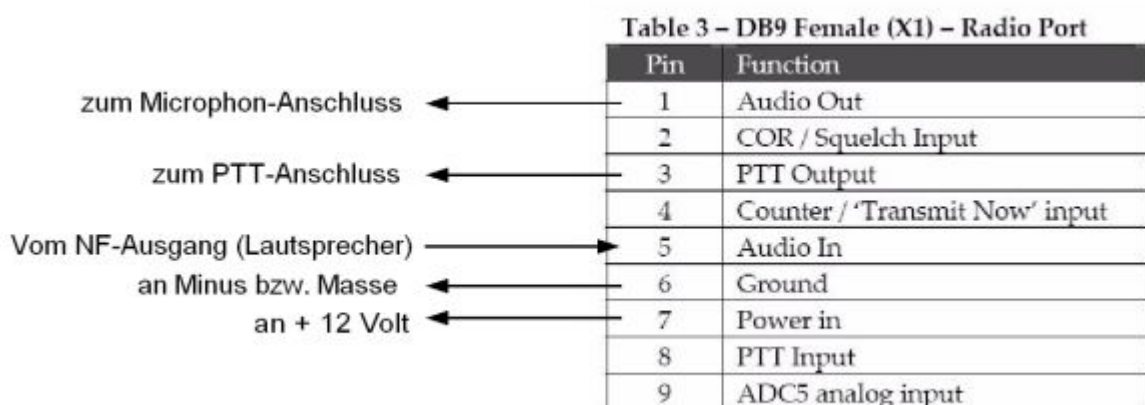 Table 3 – DB9 Female (X1) – Radio Port
Pin Function
zum Microphon-Anschluss 1 Audio Out
2 COR / Squelch Input
zum PTT-Anschluss 3 PTT Output
4 Counter / 'Transmit Now' input
Vom NF-Ausgang (Lautsprecher) 5 Audio In
an Minus bzw. Masse 6 Ground
an + 12 Volt 7 Power in
8 PTT Input
9 ADC5 analog input